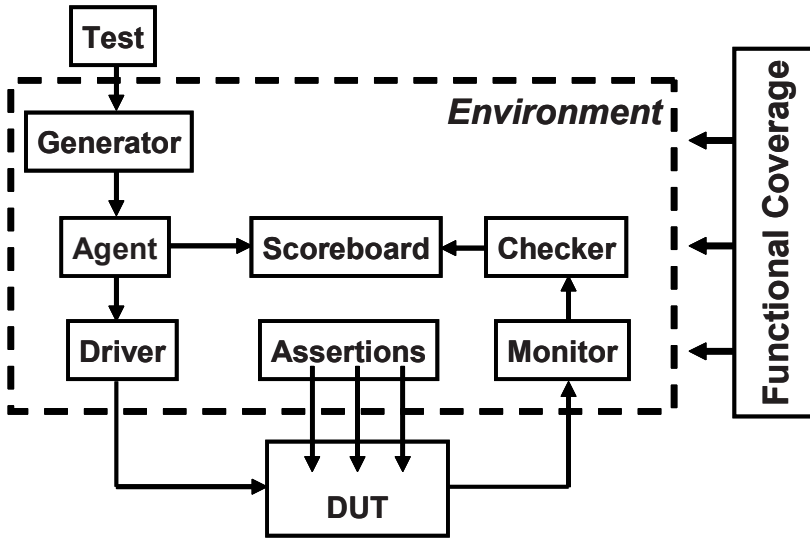 Test
Environment
Generator
Agent
Scoreboard
Checker
Driver
Assertions
Monitor
DUT
Functional Coverage